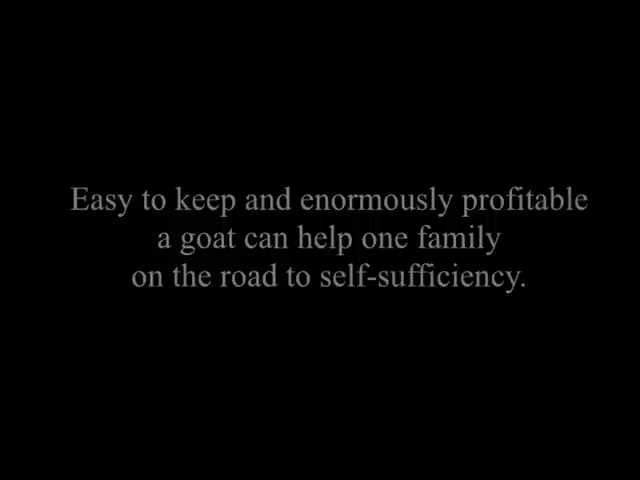 Easy to keep and enormously profitable
a goat can help one family
on the road to self-sufficiency.